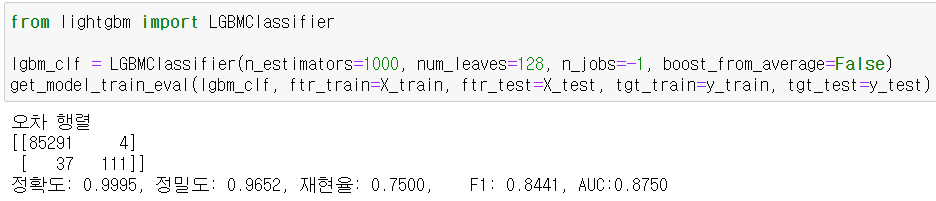 from lightgbm import LGBMClassifier
lgbm_clf = LGBMClassifier(n_estimators=1000, num_leaves=128, n_jobs=-1, boost_from_average=False)
get_model_train_eval(lgbm_clf, ftr_train=X_train, ftr_test=X_test, tgt_train=y_train, tgt_test=y_test)
오차 행렬
[[85291     4]
 [   37   111]]
정확도: 0.9995, 정밀도: 0.9652, 재현율: 0.7500,    F1: 0.8441, AUC:0.8750